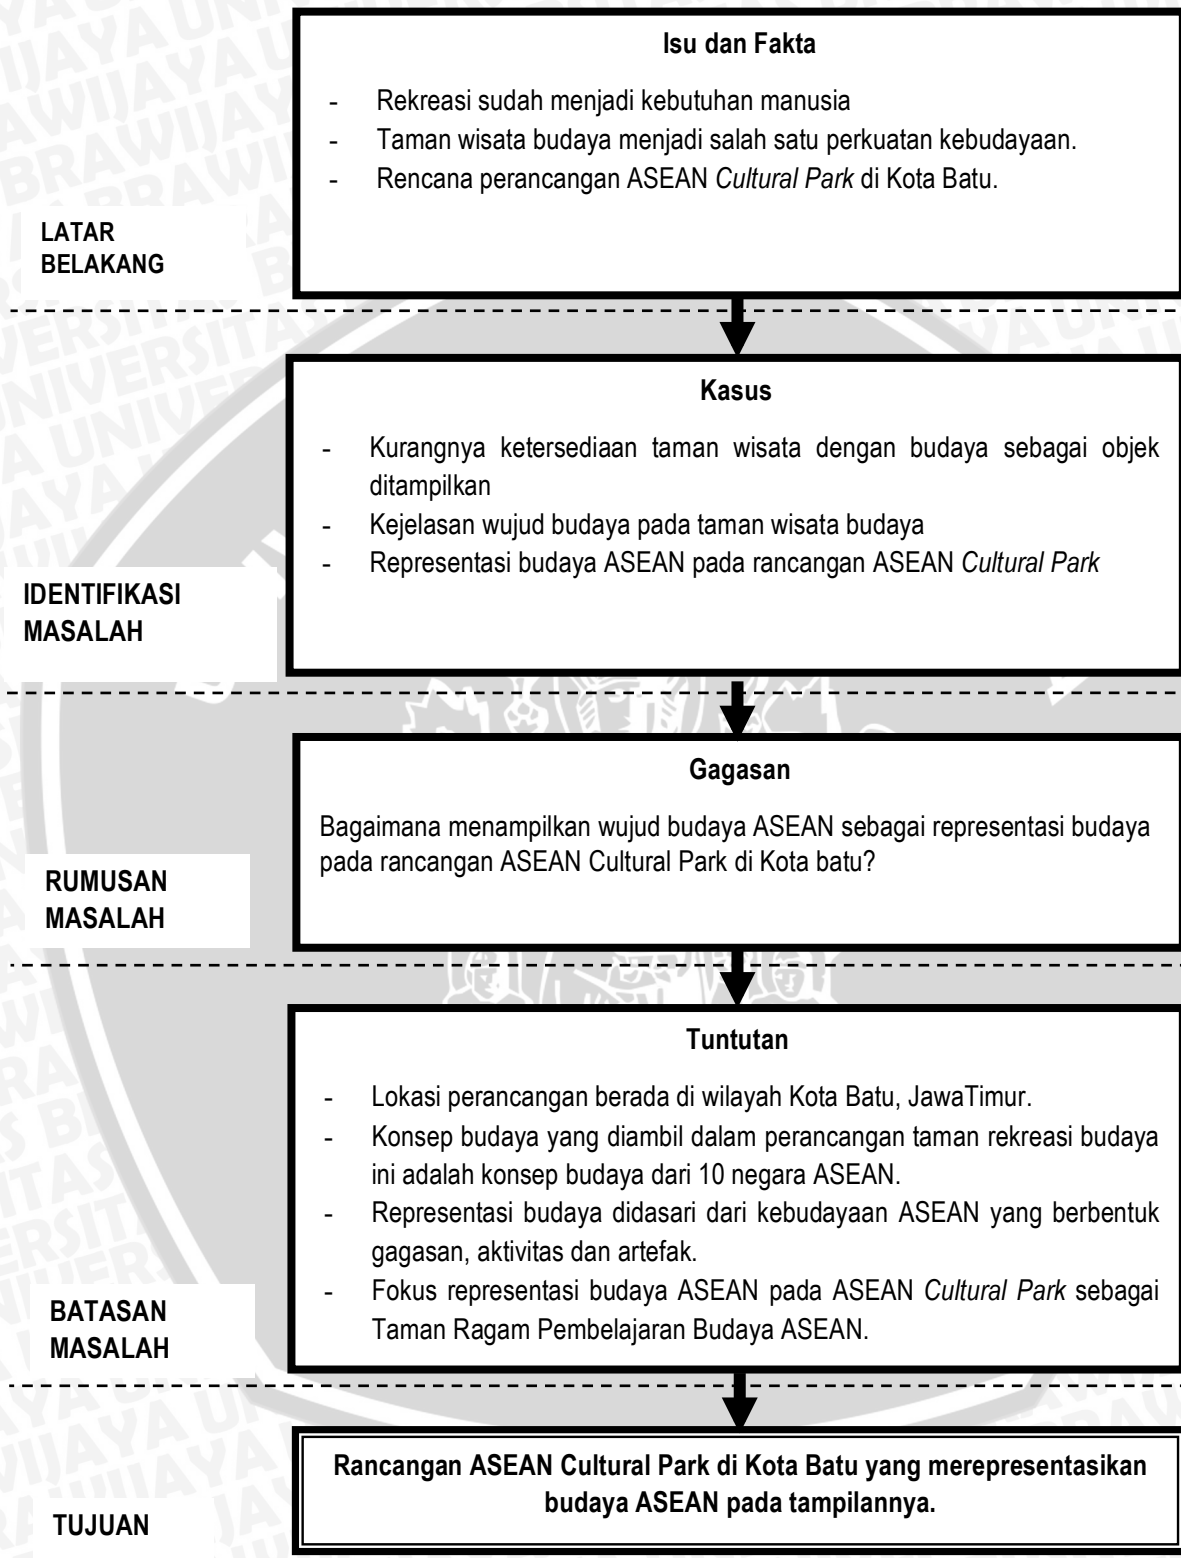 Isu dan Fakta
- Rekreasi sudah menjadi kebutuhan manusia
- Taman wisata budaya menjadi salah satu perkuatan kebudayaan.
- Rencana perancangan ASEAN Cultural Park di Kota Batu.
LATAR
BELAKANG
Kasus
- Kurangnya ketersediaan taman wisata dengan budaya sebagai objek
ditampilkan
- Kejelasan wujud budaya pada taman wisata budaya
- Representasi budaya ASEAN pada rancangan ASEAN Cultural Park
IDENTIFIKASI
MASALAH
Gagasan
Bagaimana menampilkan wujud budaya ASEAN sebagai representasi budaya
pada rancangan ASEAN Cultural Park di Kota batu?
RUMUSAN
MASALAH
Tuntutan
- Lokasi perancangan berada di wilayah Kota Batu, JawaTimur.
- Konsep budaya yang diambil dalam perancangan taman rekreasi budaya
ini adalah konsep budaya dari 10 negara ASEAN.
- Representasi budaya didasari dari kebudayaan ASEAN yang berbentuk
gagasan, aktivitas dan artefak.
- Fokus representasi budaya ASEAN pada ASEAN Cultural Park sebagai
Taman Ragam Pembelajaran Budaya ASEAN.
BATASAN
MASALAH
Rancangan ASEAN Cultural Park di Kota Batu yang merepresentasikan
budaya ASEAN pada tampilannya.
TUJUAN